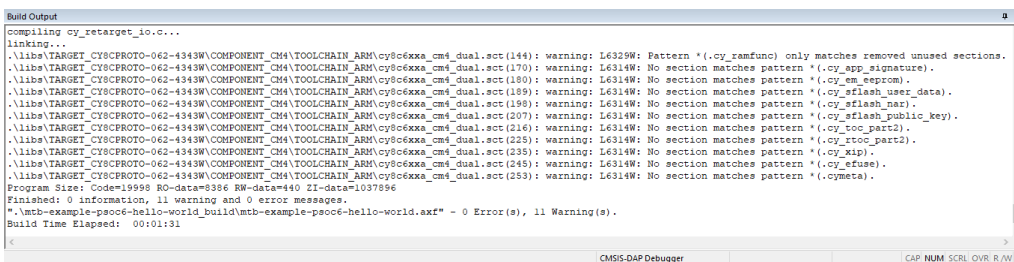 Build Output
compiling cy_retarget_io.c...
linking...
.\libs\TARGET_CY8CPROTO-062-4343W\COMPONENT_CM4\TOOLCHAIN_ARM\cy8c6xxa_cm4_dual.sct(144): warning: L6329W: Pattern *(.cy_ramfunc) only matches removed unused sections.
.\libs\TARGET_CY8CPROTO-062-4343W\COMPONENT_CM4\TOOLCHAIN_ARM\cy8c6xxa_cm4_dual.sct(170): warning: L6314W: No section matches pattern *(.cy_app_signature).
.\libs\TARGET_CY8CPROTO-062-4343W\COMPONENT_CM4\TOOLCHAIN_ARM\cy8c6xxa_cm4_dual.sct(180): warning: L6314W: No section matches pattern *(.cy_em_eeprom).
.\libs\TARGET_CY8CPROTO-062-4343W\COMPONENT_CM4\TOOLCHAIN_ARM\cy8c6xxa_cm4_dual.sct(189): warning: L6314W: No section matches pattern *(.cy_sflash_user_data).
.\libs\TARGET_CY8CPROTO-062-4343W\COMPONENT_CM4\TOOLCHAIN_ARM\cy8c6xxa_cm4_dual.sct(198): warning: L6314W: No section matches pattern *(.cy_sflash_nar).
.\libs\TARGET_CY8CPROTO-062-4343W\COMPONENT_CM4\TOOLCHAIN_ARM\cy8c6xxa_cm4_dual.sct(207): warning: L6314W: No section matches pattern *(.cy_sflash_public_key).
.\libs\TARGET_CY8CPROTO-062-4343W\COMPONENT_CM4\TOOLCHAIN_ARM\cy8c6xxa_cm4_dual.sct(216): warning: L6314W: No section matches pattern *(.cy_toc_part2).
.\libs\TARGET_CY8CPROTO-062-4343W\COMPONENT_CM4\TOOLCHAIN_ARM\cy8c6xxa_cm4_dual.sct(225): warning: L6314W: No section matches pattern *(.cy_rtoc_part2).
.\libs\TARGET_CY8CPROTO-062-4343W\COMPONENT_CM4\TOOLCHAIN_ARM\cy8c6xxa_cm4_dual.sct(235): warning: L6314W: No section matches pattern *(.cy_xip).
.\libs\TARGET_CY8CPROTO-062-4343W\COMPONENT_CM4\TOOLCHAIN_ARM\cy8c6xxa_cm4_dual.sct(245): warning: L6314W: No section matches pattern *(.cy_efuse).
.\libs\TARGET_CY8CPROTO-062-4343W\COMPONENT_CM4\TOOLCHAIN_ARM\cy8c6xxa_cm4_dual.sct(253): warning: L6314W: No section matches pattern *(.cymeta).
Program Size: Code=19998 RO-data=8386 RW-data=440 ZI-data=1037896
Finished: 0 information, 11 warning and 0 error messages.
".\mtb-example-psoc6-hello-world_build\mtb-example-psoc6-hello-world.axf" - 0 Error(s), 11 Warning(s).
Build Time Elapsed:  00:01:31
CMSIS-DAP Debugger CAP NUM SCRL OVR R/W